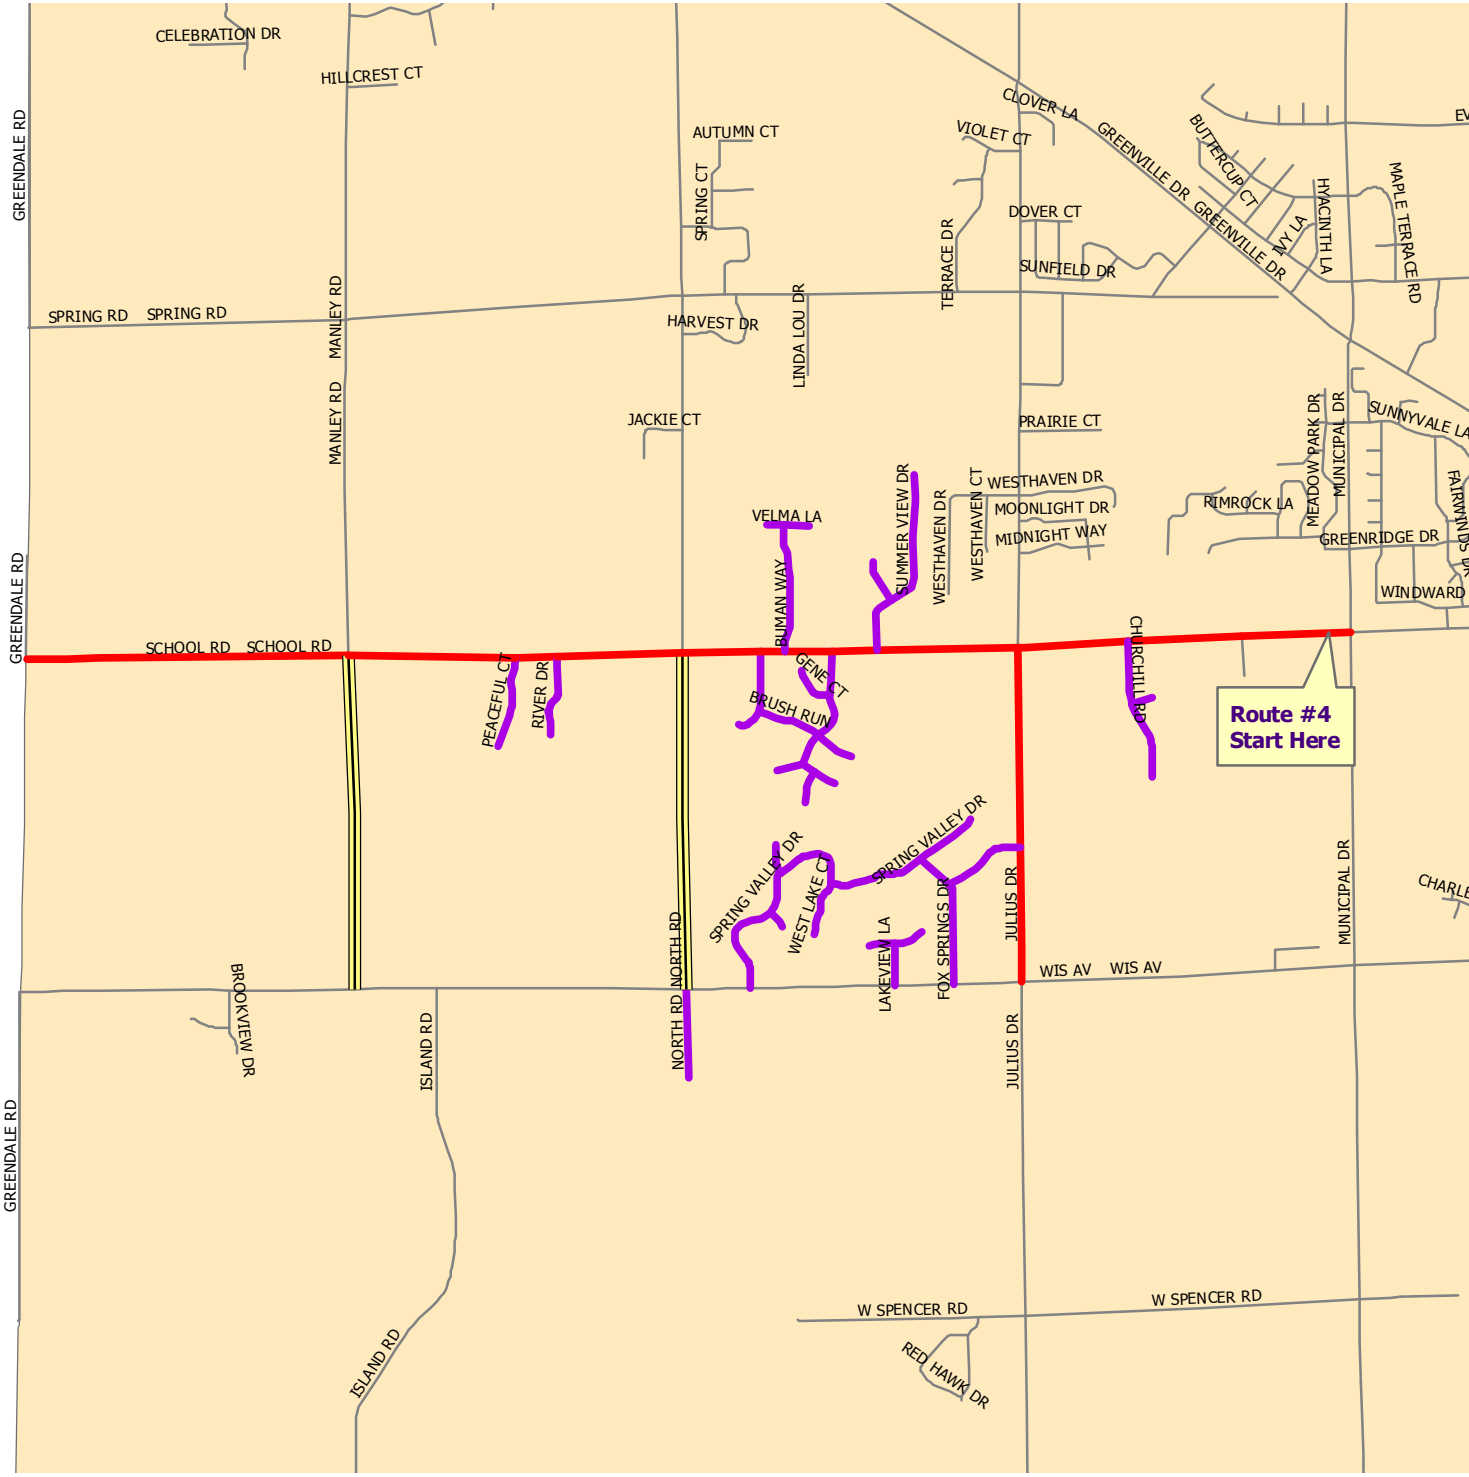 CELEBRATION DR
HILLCREST CT
GREENDALE RD
AUTUMN CT
SPRING CT
CLOVER LA
VIOLET CT
GREENVILLE DR
GREENVILLE DR
BUTTERCUP CT
IVY LA
HYACINTH LA
MAPLE TERRACE RD
DOVER CT
SUNFIELD DR
TERRACE DR
SPRING RD SPRING RD
MANLEY RD
MANLEY RD
HARVEST DR
LINDA LOU DR
JACKIE CT
PRAIRIE CT
MEADOW PARK DR
MUNICIPAL DR
SUNNYVALE LA
VELMA LA
BUMAN WAY
SUMMER VIEW DR
WESTHAVEN DR
WESTHAVEN CT
WESTHAVEN DR
MOONLIGHT DR
MIDNIGHT WAY
RIMROCK LA
GREENRIDGE DR
FAIRWINDS DR
WINDWARD
GREENDALE RD
SCHOOL RD SCHOOL RD
PEACEFUL CT
RIVER DR
GENE CT
BRUSH RUN
CHURCHILL RD
Route #4
Start Here
SPRING VALLEY DR
WEST LAKE CT
SPRING VALLEY DR
LAKEVIEW LA
FOX SPRINGS DR
JULIUS DR
MUNICIPAL DR
CHARLE
NORTH RD
NORTH RD
WIS AV WIS AV
BROOKVIEW DR
ISLAND RD
JULIUS DR
GREENDALE RD
W SPENCER RD
W SPENCER RD
RED HAWK DR
ISLAND RD